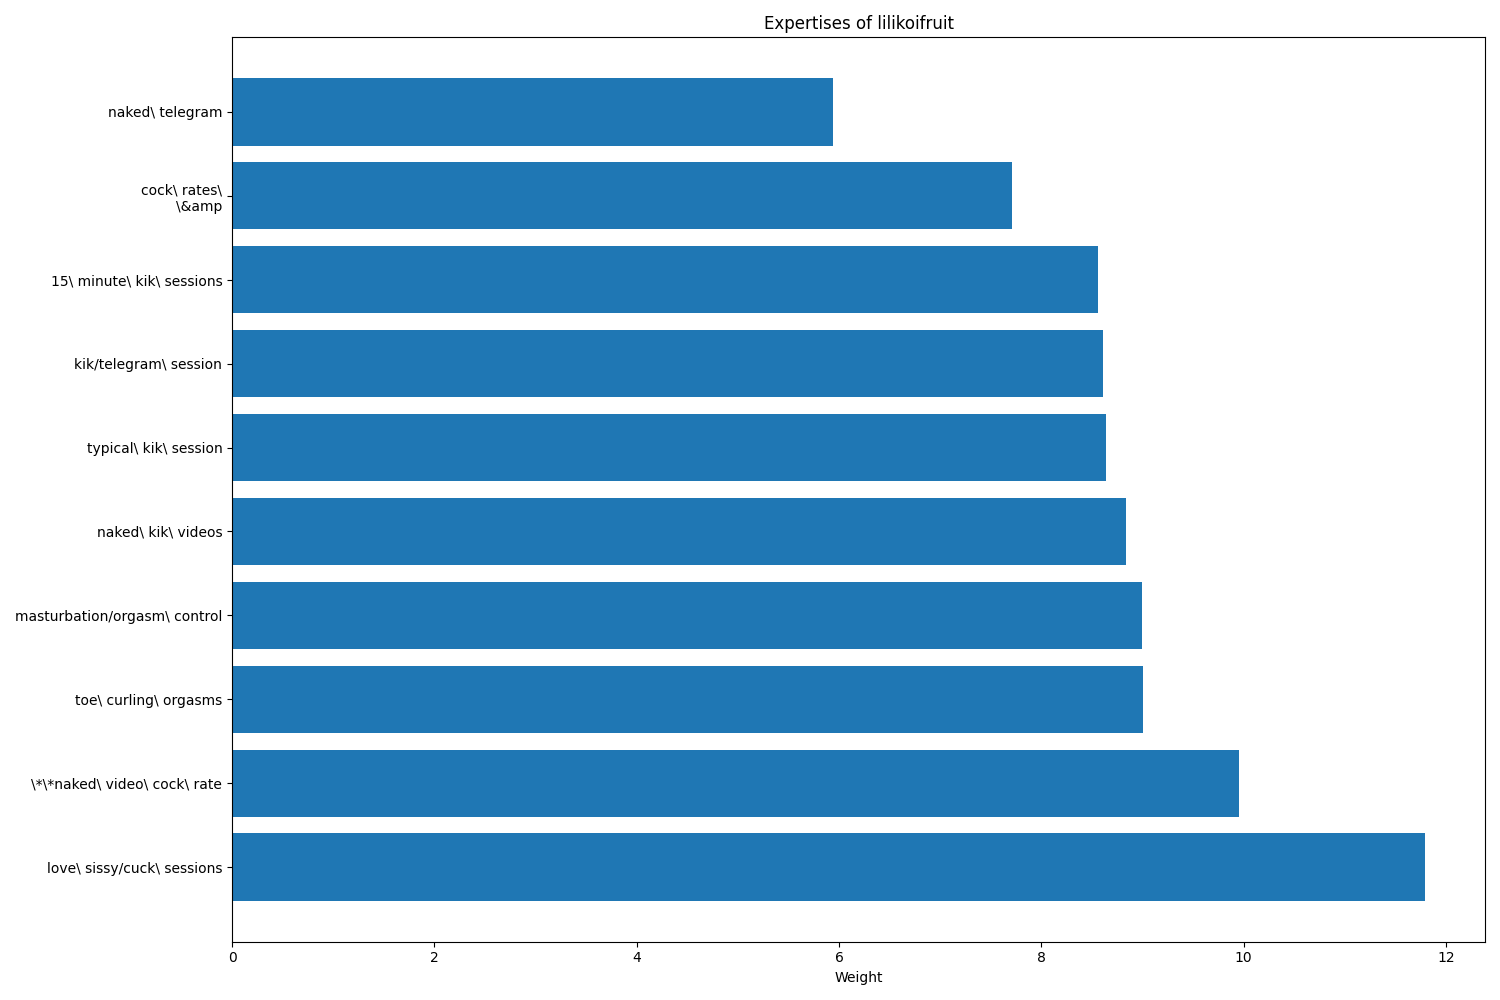 Expertises of lilikoifruit
naked\ telegram
cock\ rates\
\&amp
15\ minute\ kik\ sessions
kik/telegram\ session
typical\ kik\ session
naked\ kik\ videos
masturbation/orgasm\ control
toe\ curling\ orgasms
\*\*naked\ video\ cock\ rate
love\ sissy/cuck\ sessions
0 2 4 6 8 10 12
Weight